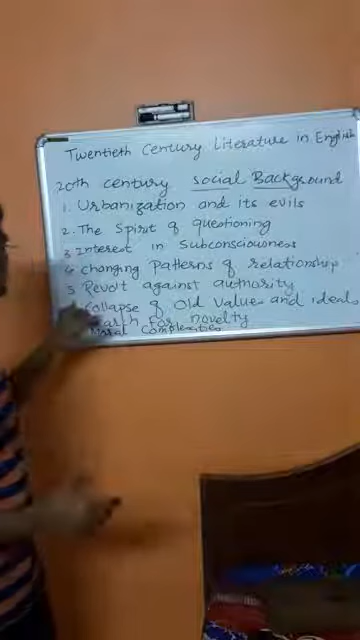 Twentieth Century Literature in English
20th century social Background
1. Urbanization and its evils
2. The Spirit of questioning
3 Interest in Subconsciousness
4 Changing Patterns of relationship
5 Revolt against authority
Collapse of Old Values and ideals
For novelty
Complexities